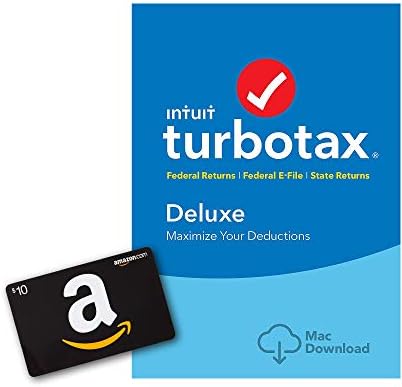 intuit
turbotax®
Federal Returns | Federal E-File | State Returns
Deluxe
Maximize Your Deductions
amazon.com
$10
a
Mac
Download